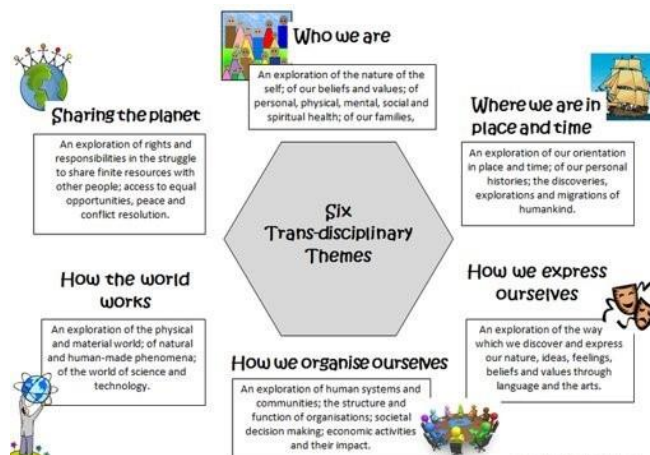 Who we are
An exploration of the nature of the
self; of our beliefs and values; of
personal, physical, mental, social and
spiritual health; of our families,
Sharing the planet
An exploration of rights and
responsibilities in the struggle
to share finite resources with
other people; access to equal
opportunities, peace and
conflict resolution.
Where we are in
place and time
An exploration of our orientation
in place and time; of our personal
histories; the discoveries,
explorations and migrations of
humankind.
Six
Trans-disciplinary
Themes
How the world
works
An exploration of the physical
and material world; of natural
and human-made phenomena;
of the world of science and
technology.
How we express
ourselves
An exploration of the way
which we discover and express
our nature, ideas, feelings,
beliefs and values through
language and the arts.
How we organise ourselves
An exploration of human systems and
communities; the structure and
function of organisations; societal
decision making; economic activities
and their impact.